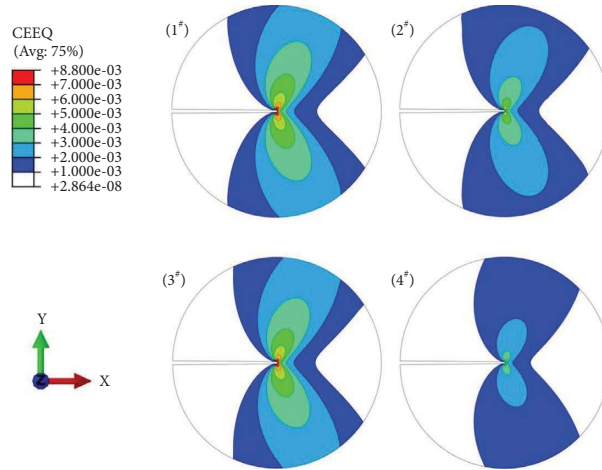 CEEQ
(Avg: 75%)
+8.800e-03
+7.000e-03
+6.000e-03
+5.000e-03
+4.000e-03
+3.000e-03
+2.000e-03
+1.000e-03
+2.864e-08
(1#)
(2#)
(3#)
(4#)
Y
Z
X